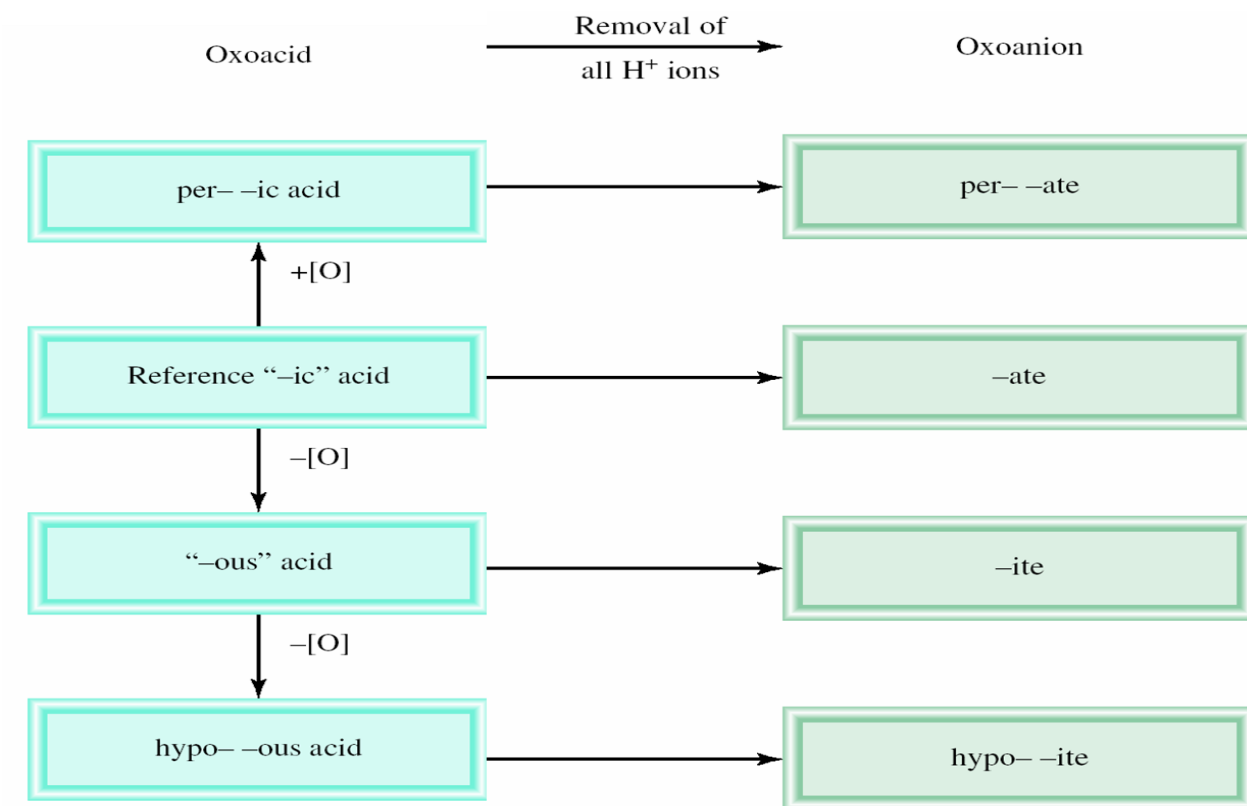 Oxoacid
Removal of
all H⁺ ions
Oxoanion
per– –ic acid
per– –ate
+[O]
Reference “–ic” acid
–ate
–[O]
“–ous” acid
–ite
–[O]
hypo– –ous acid
hypo– –ite